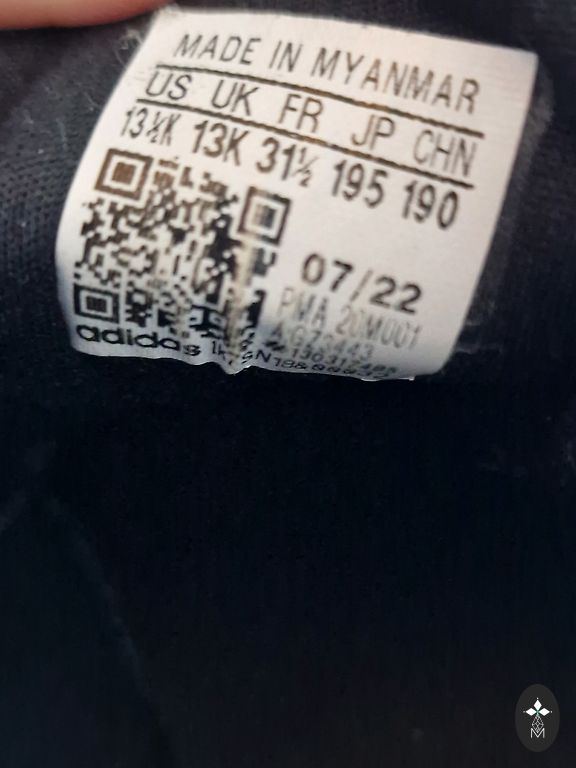 MADE IN MYANMAR
US UK FR JP CHN
13½K 13K 31½ 195 190
07/22
PMA 20M001
adidas